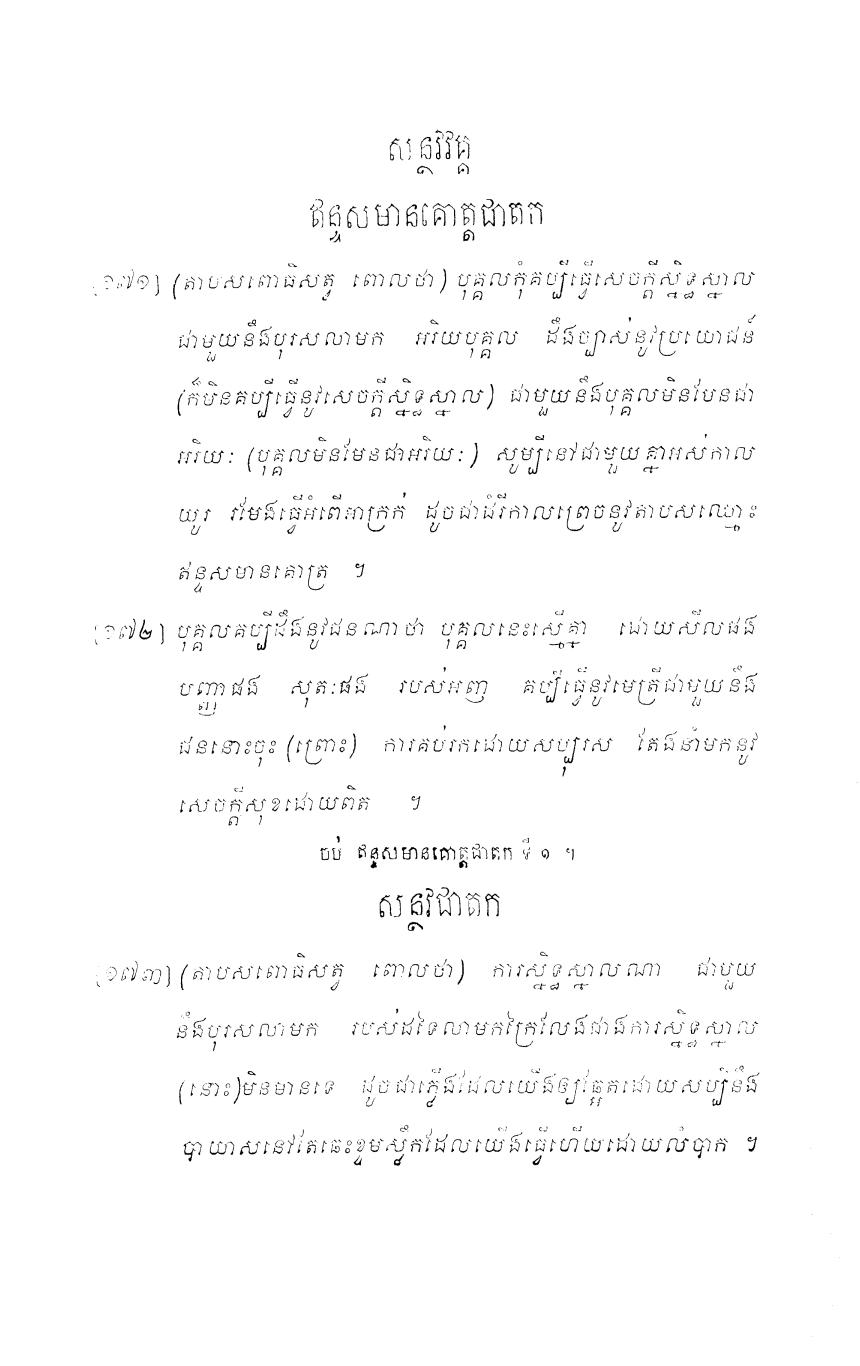 សន្ថវវគ្គ
ឥន្ទសមានគោត្តជាតក
[១៧១] (តាបសពោធិសត្វ ពោលថា) បុគ្គលកុំគប្បីធ្វើសេចក្តីស្និទ្ធស្នាល
ជាមួយនឹងបុរសលាមក អរិយបុគ្គល ដឹងច្បាស់នូវប្រយោជន៍
(ក៏មិនគប្បីធ្វើនូវសេចក្តីស្និទ្ធស្នាល) ជាមួយនឹងបុគ្គលមិនមែនជា
អរិយៈ (បុគ្គលមិនមែនជាអរិយៈ) សូម្បីនៅជាមួយគ្នាអស់កាល
យូរ រមែងធ្វើអំពើអាក្រក់ ដូចជាដំរីកាលព្រេចនូវតាបសឈ្មោះ
ឥន្ទសមានគោត្រ ។
[១៧២] បុគ្គលគប្បីដឹងនូវជនណាថា បុគ្គលនេះស្មើគ្នា ដោយសីលផង
បញ្ញាផង សុតៈផង របស់អញ គប្បីធ្វើនូវមេត្រីជាមួយនឹង
ជននោះចុះ (ព្រោះ) ការគប់រកដោយសប្បុរស តែងនាំមកនូវ
សេចក្តីសុខដោយពិត ។
ចប់ ឥន្ទសមានគោត្តជាតក ទី ១ ។
សន្ថវជាតក
[១៧៣] (តាបសពោធិសត្វ ពោលថា) ការស្និទ្ធស្នាលណា ជាមួយ
នឹងបុរសលាមក របស់ដទៃលាមកក្រៃលែងជាងការស្និទ្ធស្នាល
(នោះ)មិនមានទេ ដូចជាភ្លើងដែលយើងឲ្យឆ្អែតដោយសប្បិនឹង
បាយាសនៅតែឆេះខ្ទមស្លឹកដែលយើងធ្វើហើយដោយលំបាក ។